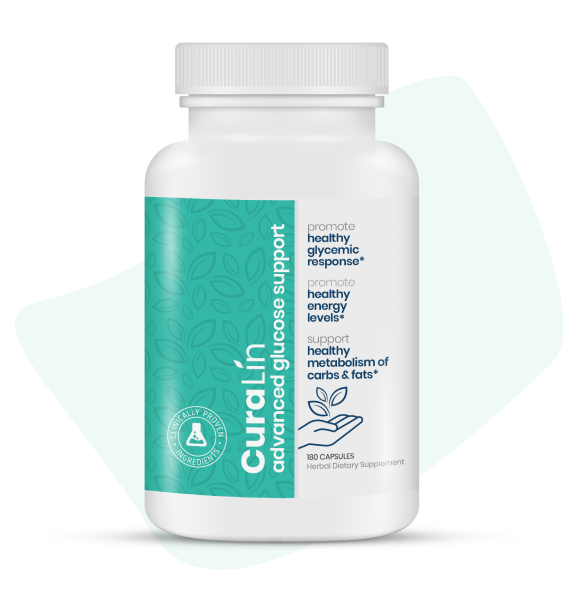 CuraLín
advanced glucose support
CLINICALLY PROVEN
INGREDIENTS
promote
healthy
glycemic
response*
promote
healthy
energy
levels*
support
healthy
metabolism of
carbs & fats*
180 CAPSULES
Herbal Dietary Supplement